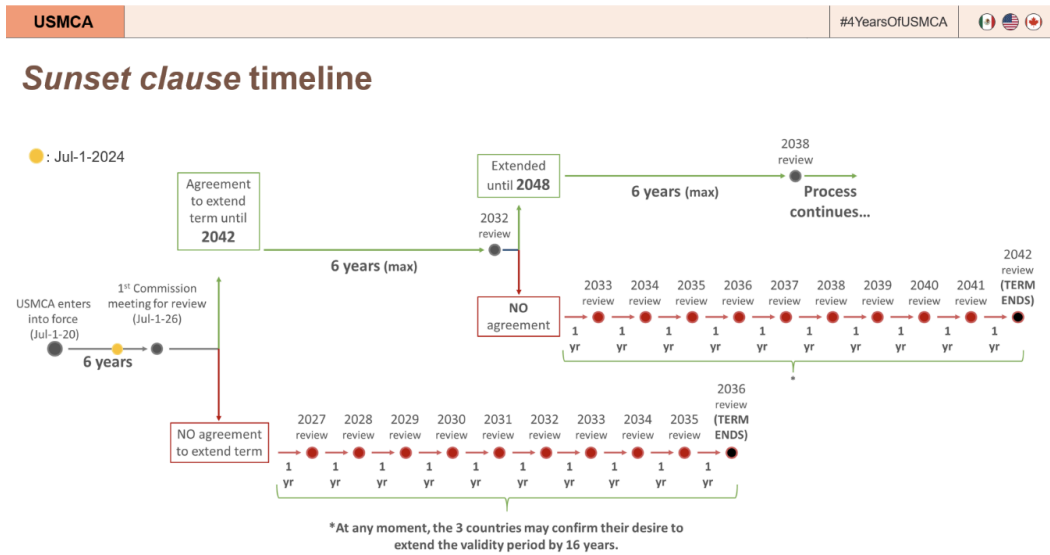 USMCA
#4YearsOfUSMCA
Sunset clause timeline
: Jul-1-2024
2038
review
Extended
until 2048
6 years (max)
Process
continues...
Agreement
to extend
term until
2042
2032
review
6 years (max)
2042
review
(TERM
ENDS)
NO
agreement
2033
review
2034
review
2035
review
2036
review
2037
review
2038
review
2039
review
2040
review
2041
review
1
yr
1
yr
1
yr
1
yr
1
yr
1
yr
1
yr
1
yr
1
yr
1
yr
*
USMCA enters
into force
(Jul-1-20)
1st Commission
meeting for review
(Jul-1-26)
6 years
NO agreement
to extend term
2027
review
2028
review
2029
review
2030
review
2031
review
2032
review
2033
review
2034
review
2035
review
2036
review
(TERM
ENDS)
1
yr
1
yr
1
yr
1
yr
1
yr
1
yr
1
yr
1
yr
1
yr
1
yr
*At any moment, the 3 countries may confirm their desire to
extend the validity period by 16 years.